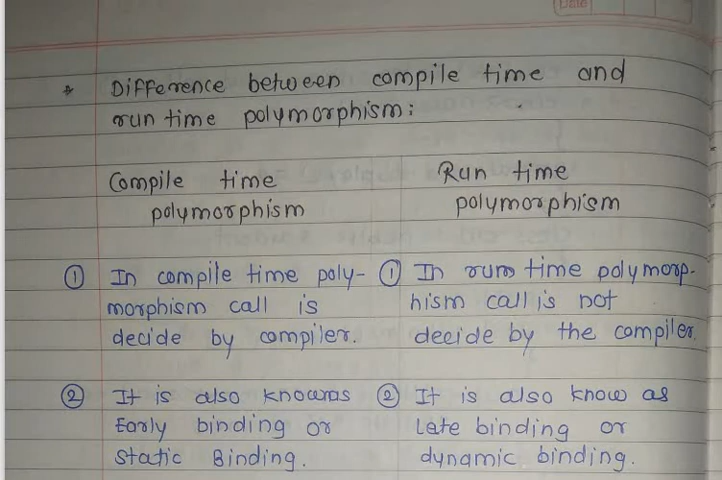 Date
* Difference between compile time and
run time polymorphism:
Compile time
polymorphism
Run time
polymorphism
① In compile time poly-
morphism call is
decide by compiler.
① In rum time polymorp-
hism call is not
decide by the compiler.
② It is also knowas
Early binding or
Static Binding.
② It is also know as
Late binding or
dynamic binding.